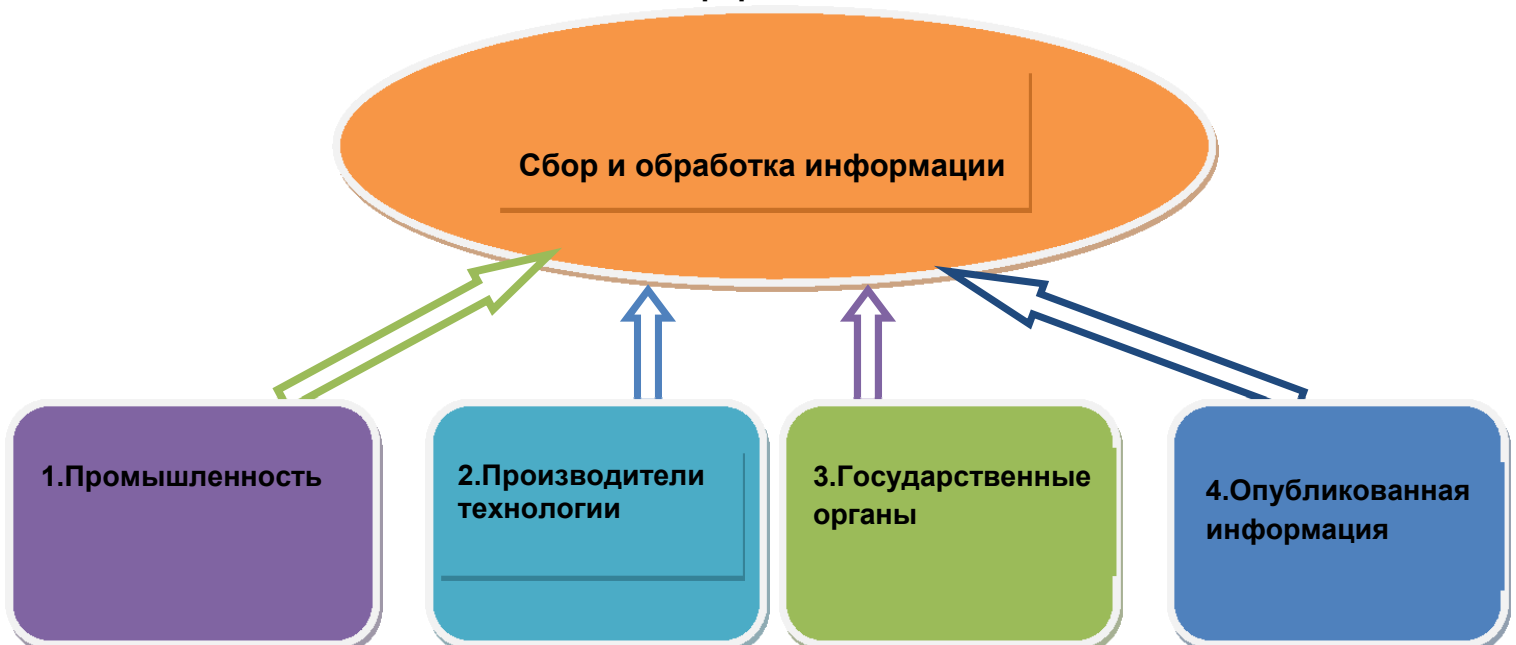 Сбор и обработка информации
1.Промышленность
2.Производители
технологии
3.Государственные
органы
4.Опубликованная
информация